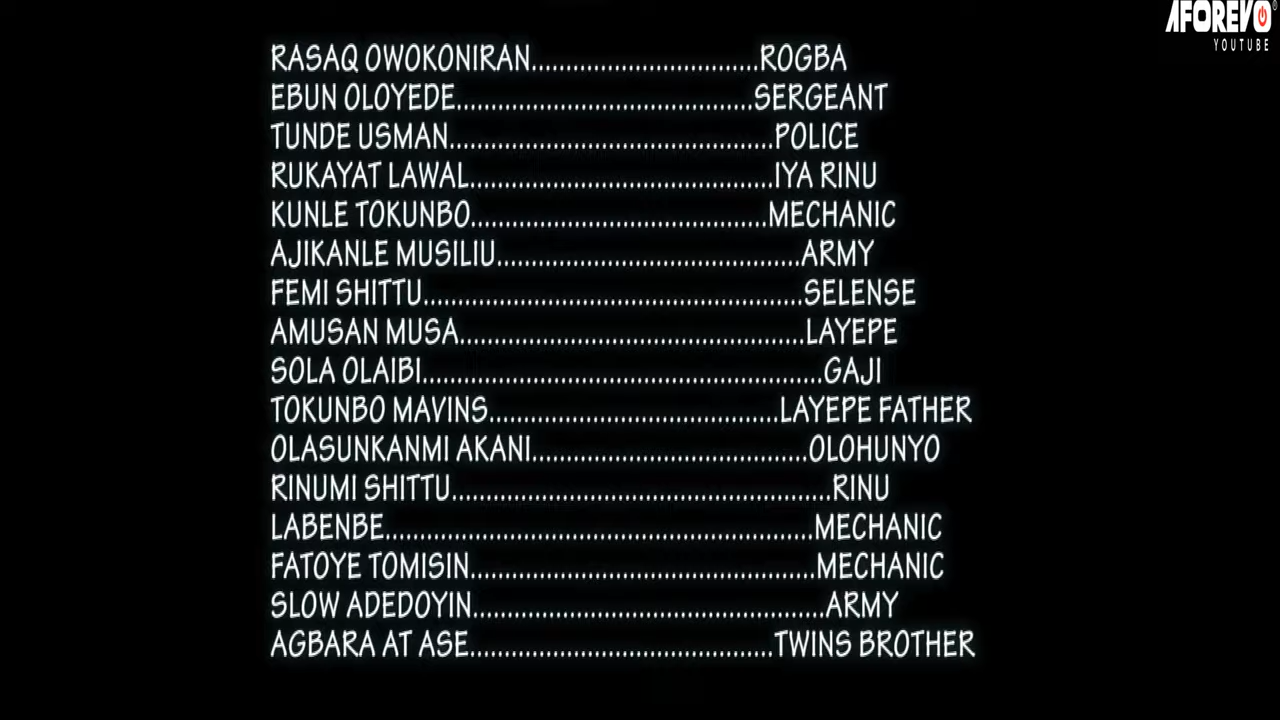 AFOREVO
YOUTUBE
RASAQ OWOKONIRAN.................................ROGBA
EBUN OLOYEDE...........................................SERGEANT
TUNDE USMAN..............................................POLICE
RUKAYAT LAWAL...........................................IYA RINU
KUNLE TOKUNBO..........................................MECHANIC
AJIKANLE MUSILIU...........................................ARMY
FEMI SHITTU......................................................SELENSE
AMUSAN MUSA.................................................LAYEPE
SOLA OLAIBI.........................................................GAJI
TOKUNBO MAVINS.........................................LAYEPE FATHER
OLASUNKANMI AKANI.......................................OLOHUNYO
RINUMI SHITTU......................................................RINU
LABENBE.............................................................MECHANIC
FATOYE TOMISIN.................................................MECHANIC
SLOW ADEDOYIN..................................................ARMY
AGBARA AT ASE...........................................TWINS BROTHER